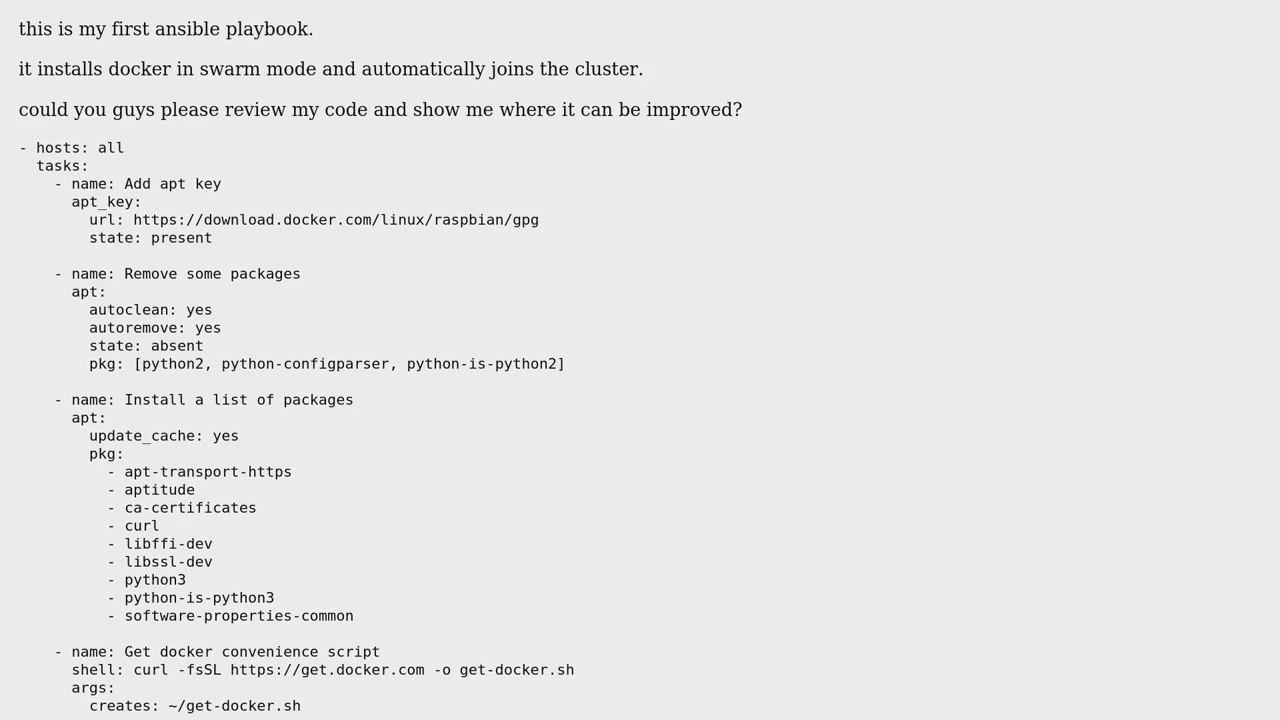 this is my first ansible playbook.
it installs docker in swarm mode and automatically joins the cluster.
could you guys please review my code and show me where it can be improved?
- hosts: all
  tasks:
    - name: Add apt key
      apt_key:
        url: https://download.docker.com/linux/raspbian/gpg
        state: present

    - name: Remove some packages
      apt:
        autoclean: yes
        autoremove: yes
        state: absent
        pkg: [python2, python-configparser, python-is-python2]

    - name: Install a list of packages
      apt:
        update_cache: yes
        pkg:
          - apt-transport-https
          - aptitude
          - ca-certificates
          - curl
          - libffi-dev
          - libssl-dev
          - python3
          - python-is-python3
          - software-properties-common

    - name: Get docker convenience script
      shell: curl -fsSL https://get.docker.com -o get-docker.sh
      args:
        creates: ~/get-docker.sh